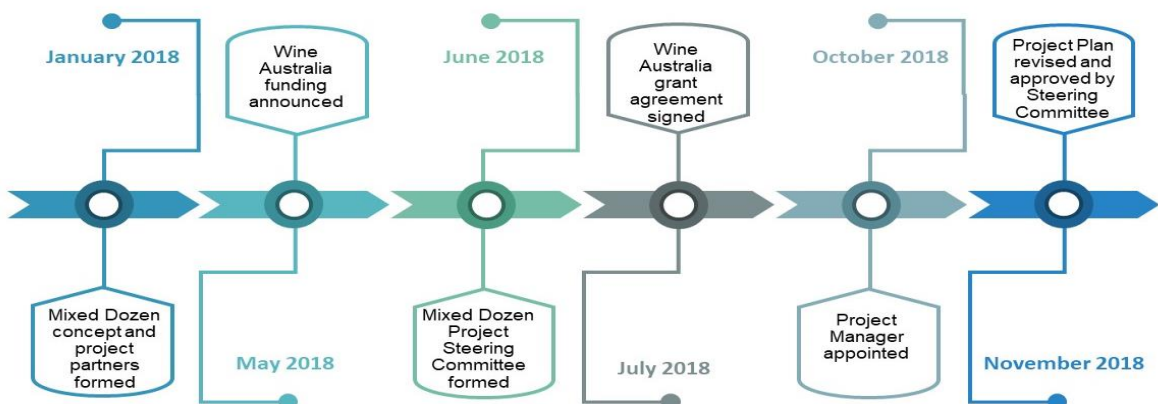 January 2018
Mixed Dozen
concept and
project
partners
formed
Wine
Australia
funding
announced
May 2018
June 2018
Mixed Dozen
Project
Steering
Committee
formed
Wine
Australia
grant
agreement
signed
July 2018
October 2018
Project
Manager
appointed
Project Plan
revised and
approved by
Steering
Committee
November 2018